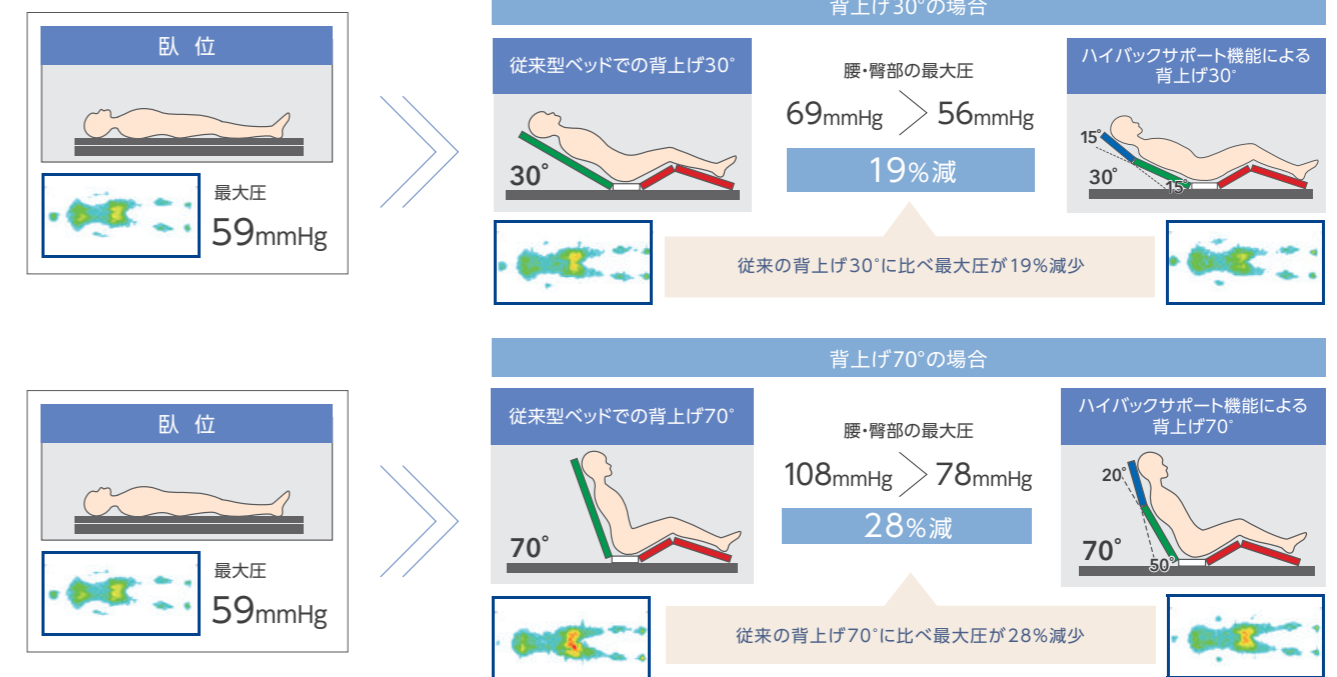 背上げ30°の場合
臥 位
最大圧
59mmHg
従来型ベッドでの背上げ30°
30°
腰・臀部の最大圧
69mmHg > 56mmHg
19%減
ハイバックサポート機能による
背上げ30°
15°
30°
15°
従来の背上げ30°に比べ最大圧が19%減少
背上げ70°の場合
臥 位
最大圧
59mmHg
従来型ベッドでの背上げ70°
70°
腰・臀部の最大圧
108mmHg > 78mmHg
28%減
ハイバックサポート機能による
背上げ70°
20°
70°
50°
従来の背上げ70°に比べ最大圧が28%減少